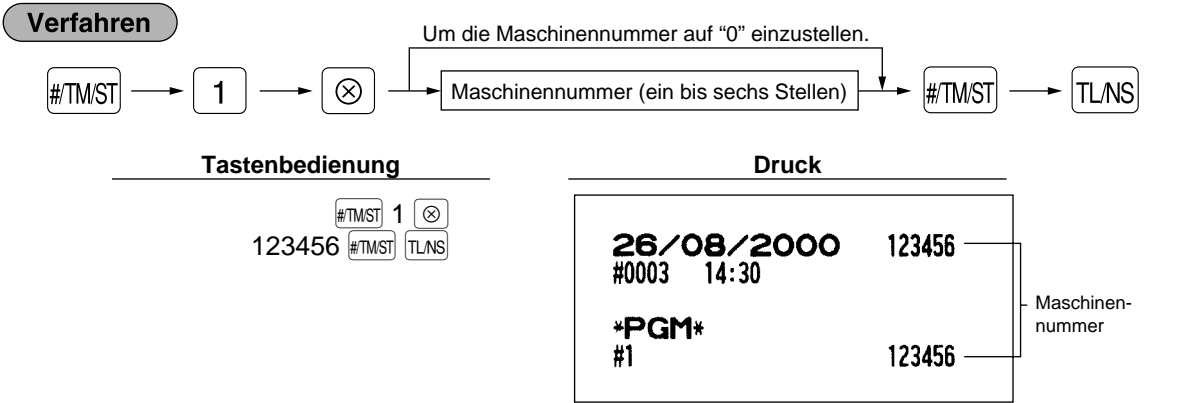 Verfahren
Um die Maschinennummer auf “0” einzustellen.
#/TM/ST 1 ⊗ Maschinennummer (ein bis sechs Stellen) #/TM/ST TL/NS
Tastenbedienung
#/TM/ST 1 ⊗
123456 #/TM/ST TL/NS
Druck
26/08/2000 123456
#0003 14:30
*PGM*
#1 123456
Maschinen-
nummer